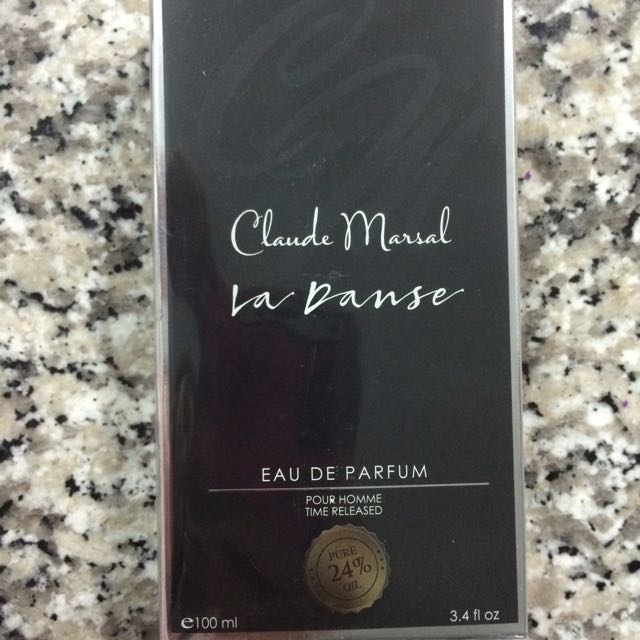 Claude Marsal
La Danse
EAU DE PARFUM
POUR HOMME
TIME RELEASED
PURE
24%
OIL
℮100 ml
3.4 fl oz